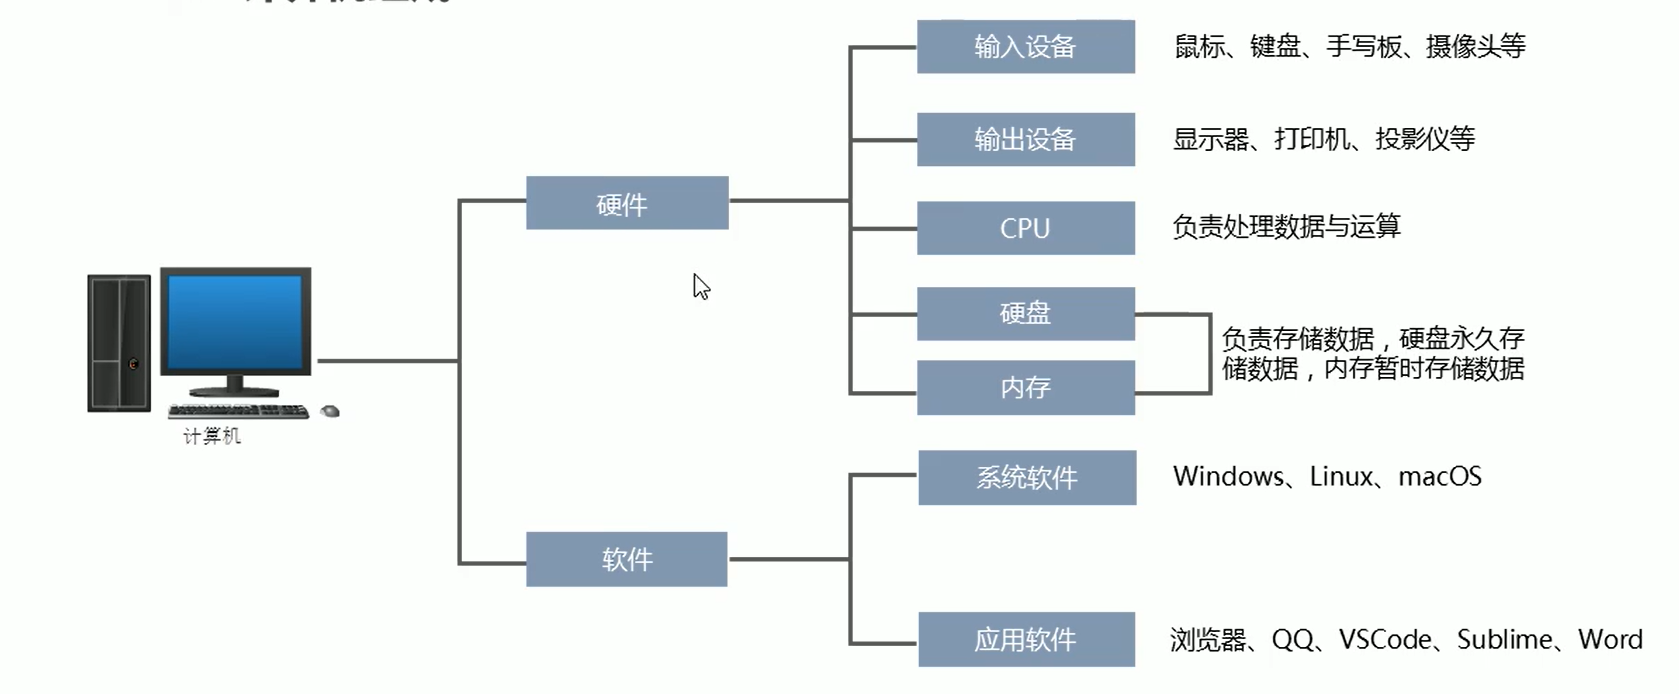 输入设备
鼠标、键盘、手写板、摄像头等
输出设备
显示器、打印机、投影仪等
硬件
CPU
负责处理数据与运算
硬盘
内存
负责存储数据，硬盘永久存
储数据，内存暂时存储数据
计算机
系统软件
Windows、Linux、macOS
软件
应用软件
浏览器、QQ、VSCode、Sublime、Word